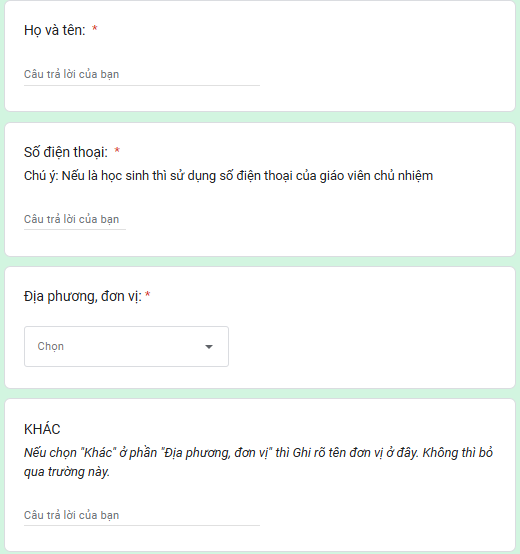 Họ và tên: *
Câu trả lời của bạn
Số điện thoại: *
Chú ý: Nếu là học sinh thì sử dụng số điện thoại của giáo viên chủ nhiệm
Câu trả lời của bạn
Địa phương, đơn vị: *
Chọn
KHÁC
Nếu chọn "Khác" ở phần "Địa phương, đơn vị" thì Ghi rõ tên đơn vị ở đây. Không thì bỏ
qua trường này.
Câu trả lời của bạn